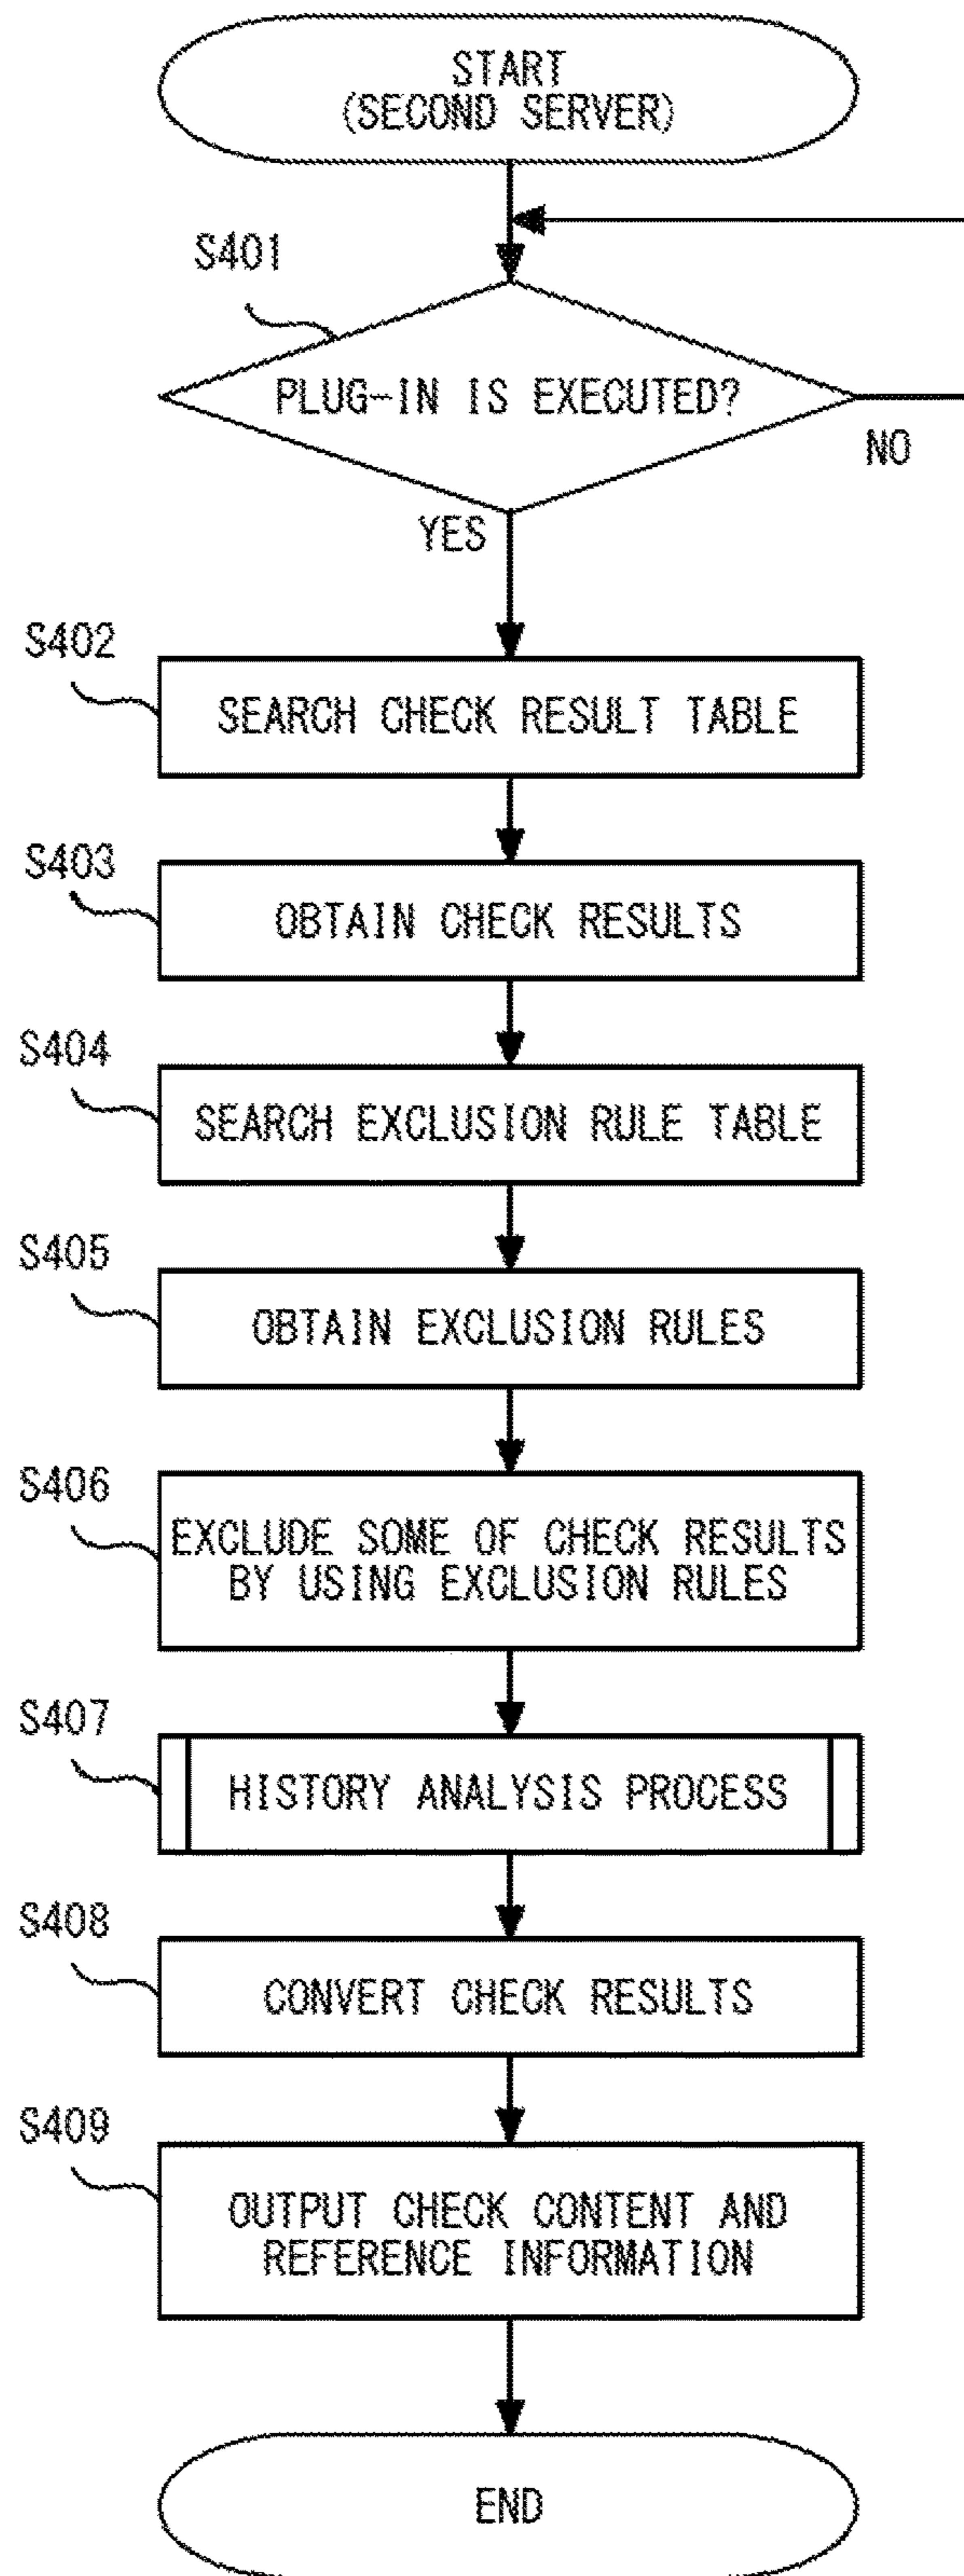 START
(SECOND SERVER)
S401
PLUG-IN IS EXECUTED?
NO
YES
S402
SEARCH CHECK RESULT TABLE
S403
OBTAIN CHECK RESULTS
S404
SEARCH EXCLUSION RULE TABLE
S405
OBTAIN EXCLUSION RULES
S406
EXCLUDE SOME OF CHECK RESULTS
BY USING EXCLUSION RULES
S407
HISTORY ANALYSIS PROCESS
S408
CONVERT CHECK RESULTS
S409
OUTPUT CHECK CONTENT AND
REFERENCE INFORMATION
END